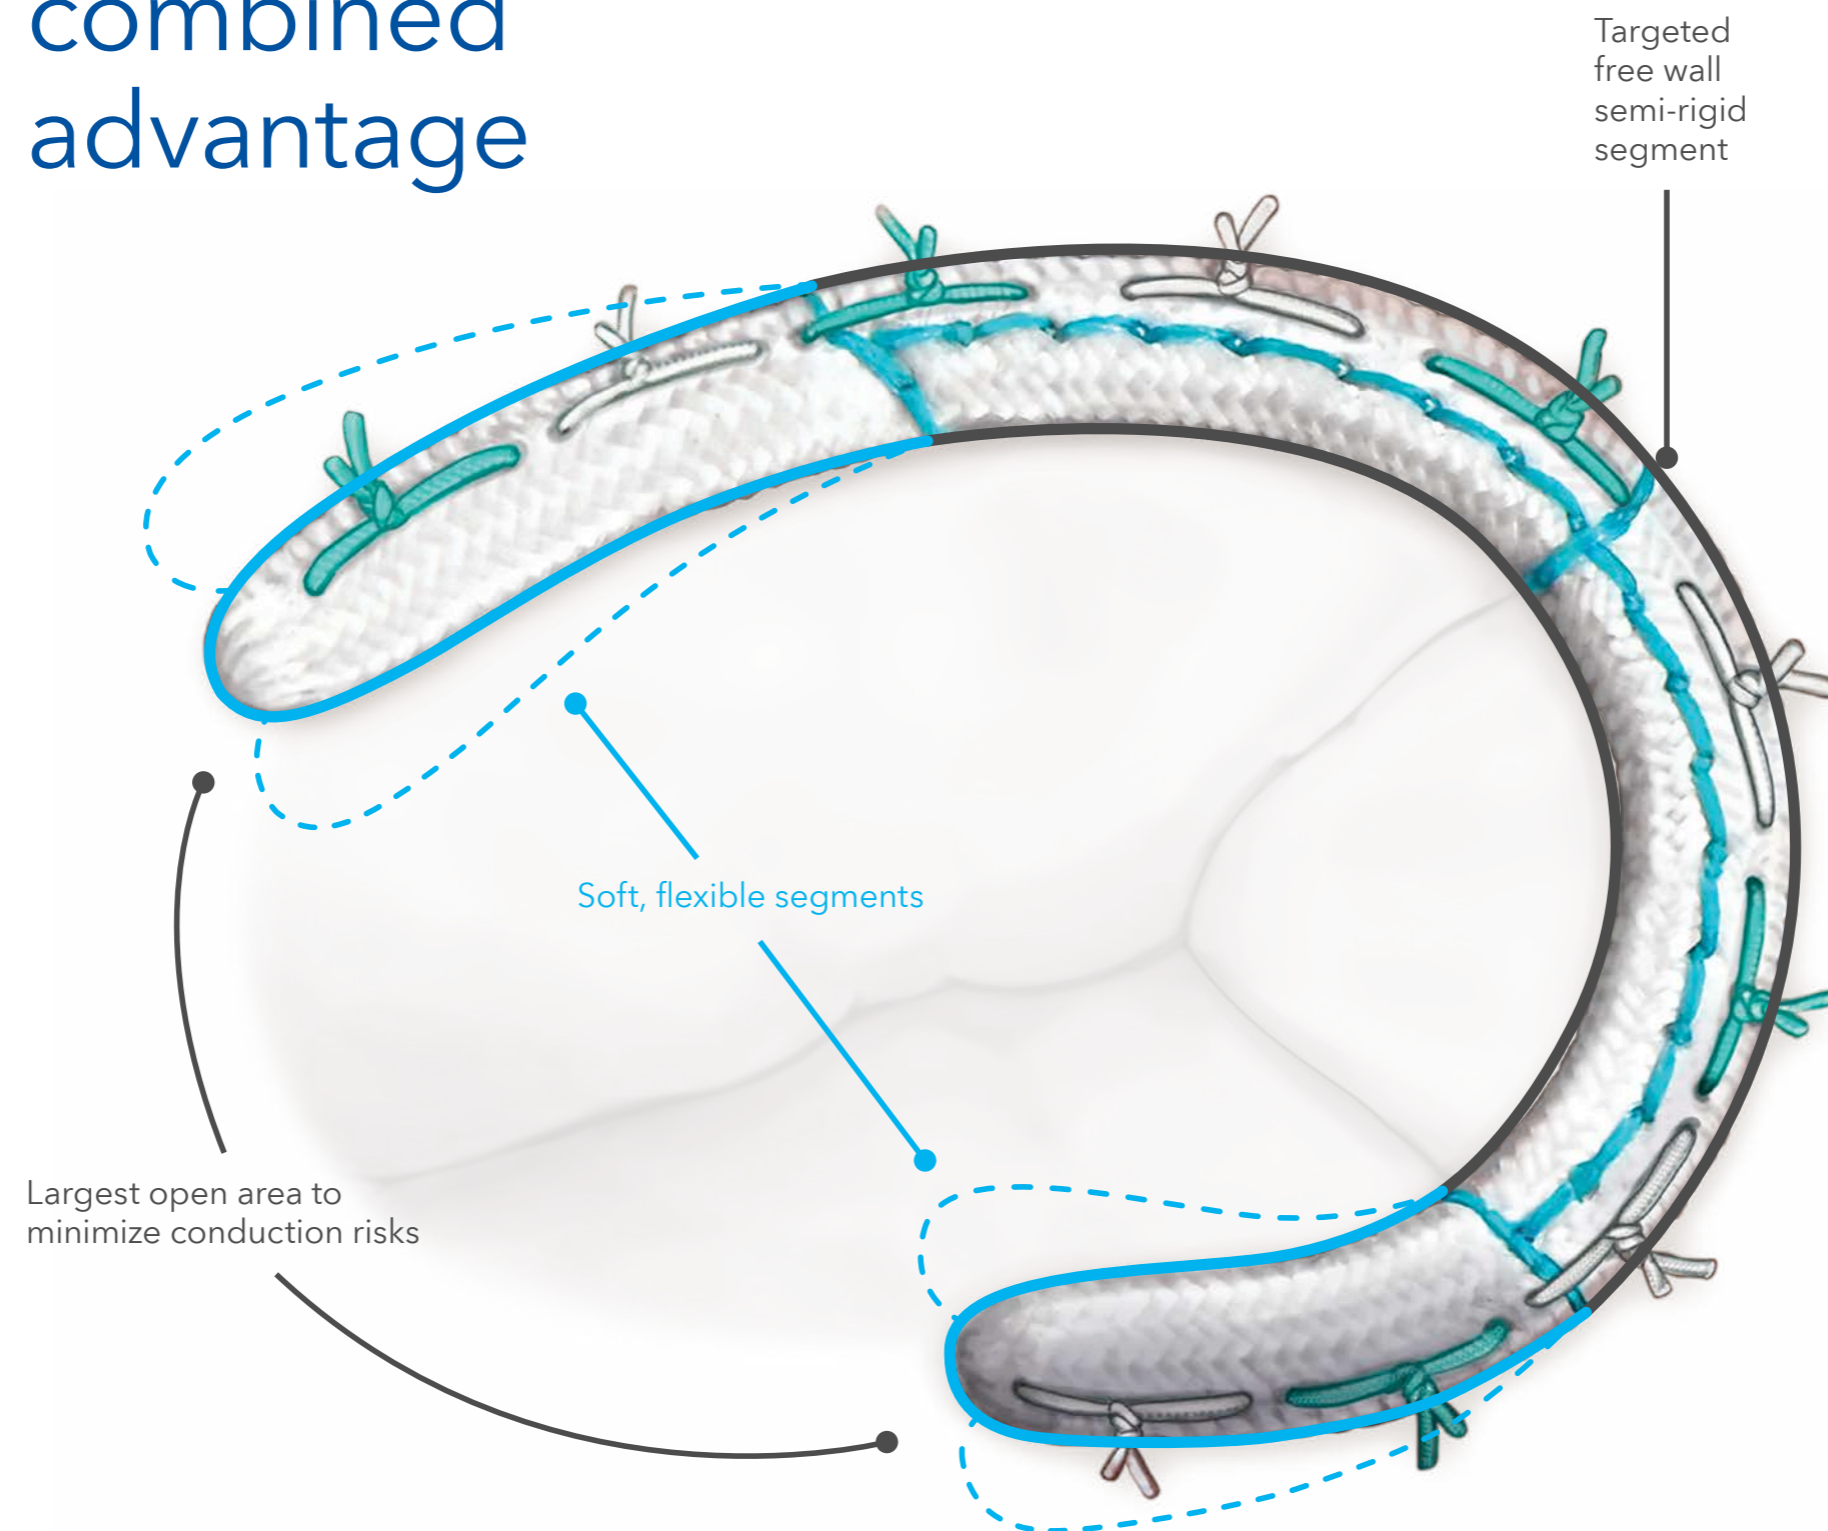 combined
advantage
Targeted
free wall
semi-rigid
segment
Soft, flexible segments
Largest open area to
minimize conduction risks